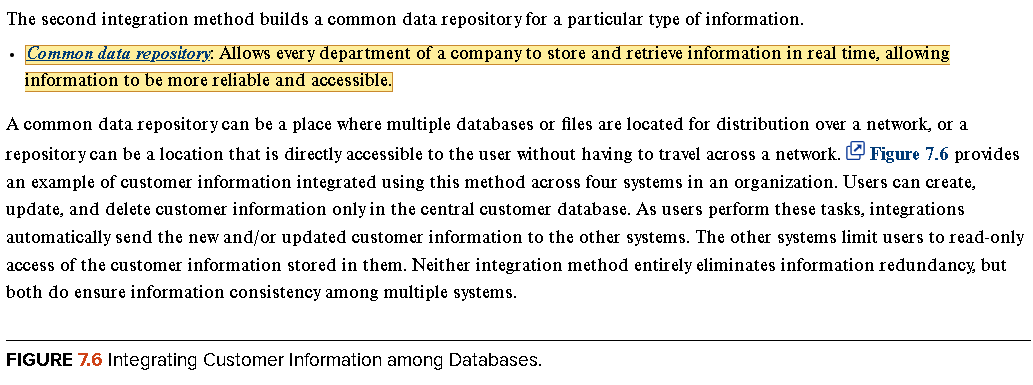 The second integration method builds a common data repository for a particular type of information.
• Common data repository: Allows every department of a company to store and retrieve information in real time, allowing
information to be more reliable and accessible.
A common data repository can be a place where multiple databases or files are located for distribution over a network, or a
repository can be a location that is directly accessible to the user without having to travel across a network. Figure 7.6 provides
an example of customer information integrated using this method across four systems in an organization. Users can create,
update, and delete customer information only in the central customer database. As users perform these tasks, integrations
automatically send the new and/or updated customer information to the other systems. The other systems limit users to read-only
access of the customer information stored in them. Neither integration method entirely eliminates information redundancy, but
both do ensure information consistency among multiple systems.
FIGURE 7.6 Integrating Customer Information among Databases.